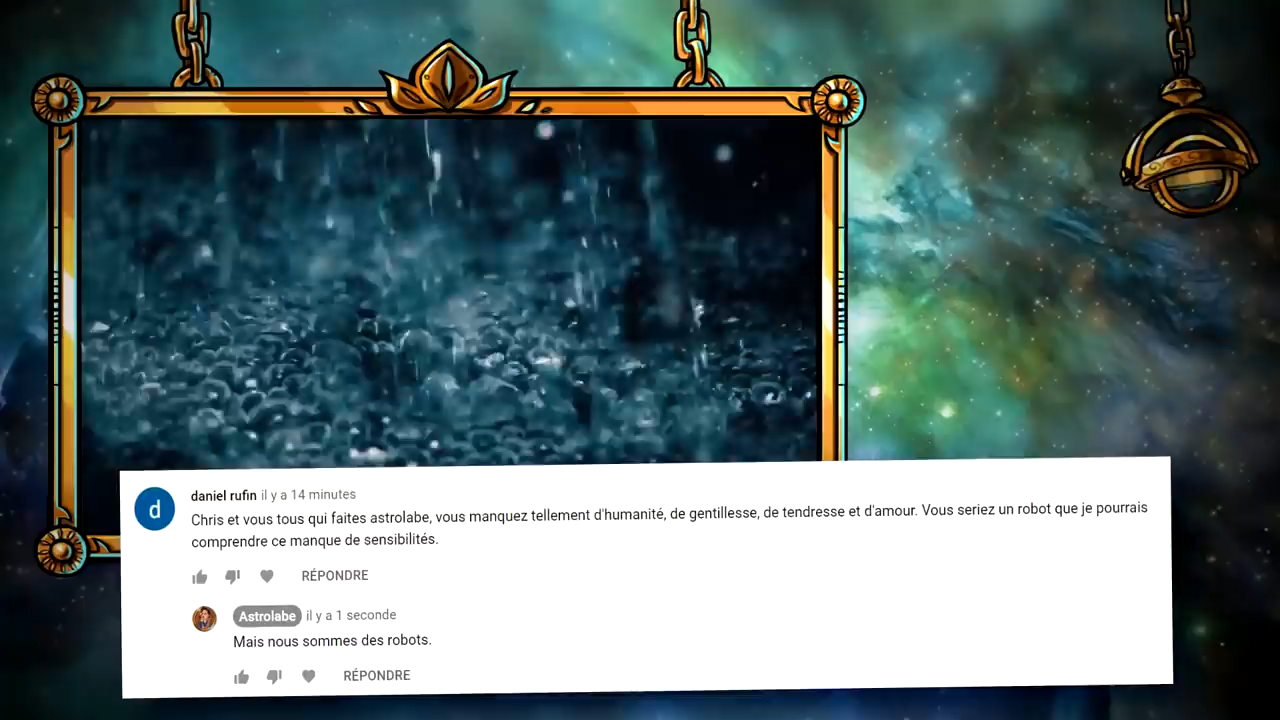 d
daniel rufin il y a 14 minutes
Chris et vous tous qui faites astrolabe, vous manquez tellement d'humanité, de gentillesse, de tendresse et d'amour. Vous seriez un robot que je pourrais
comprendre ce manque de sensibilités.
RÉPONDRE
Astrolabe il y a 1 seconde
Mais nous sommes des robots.
RÉPONDRE